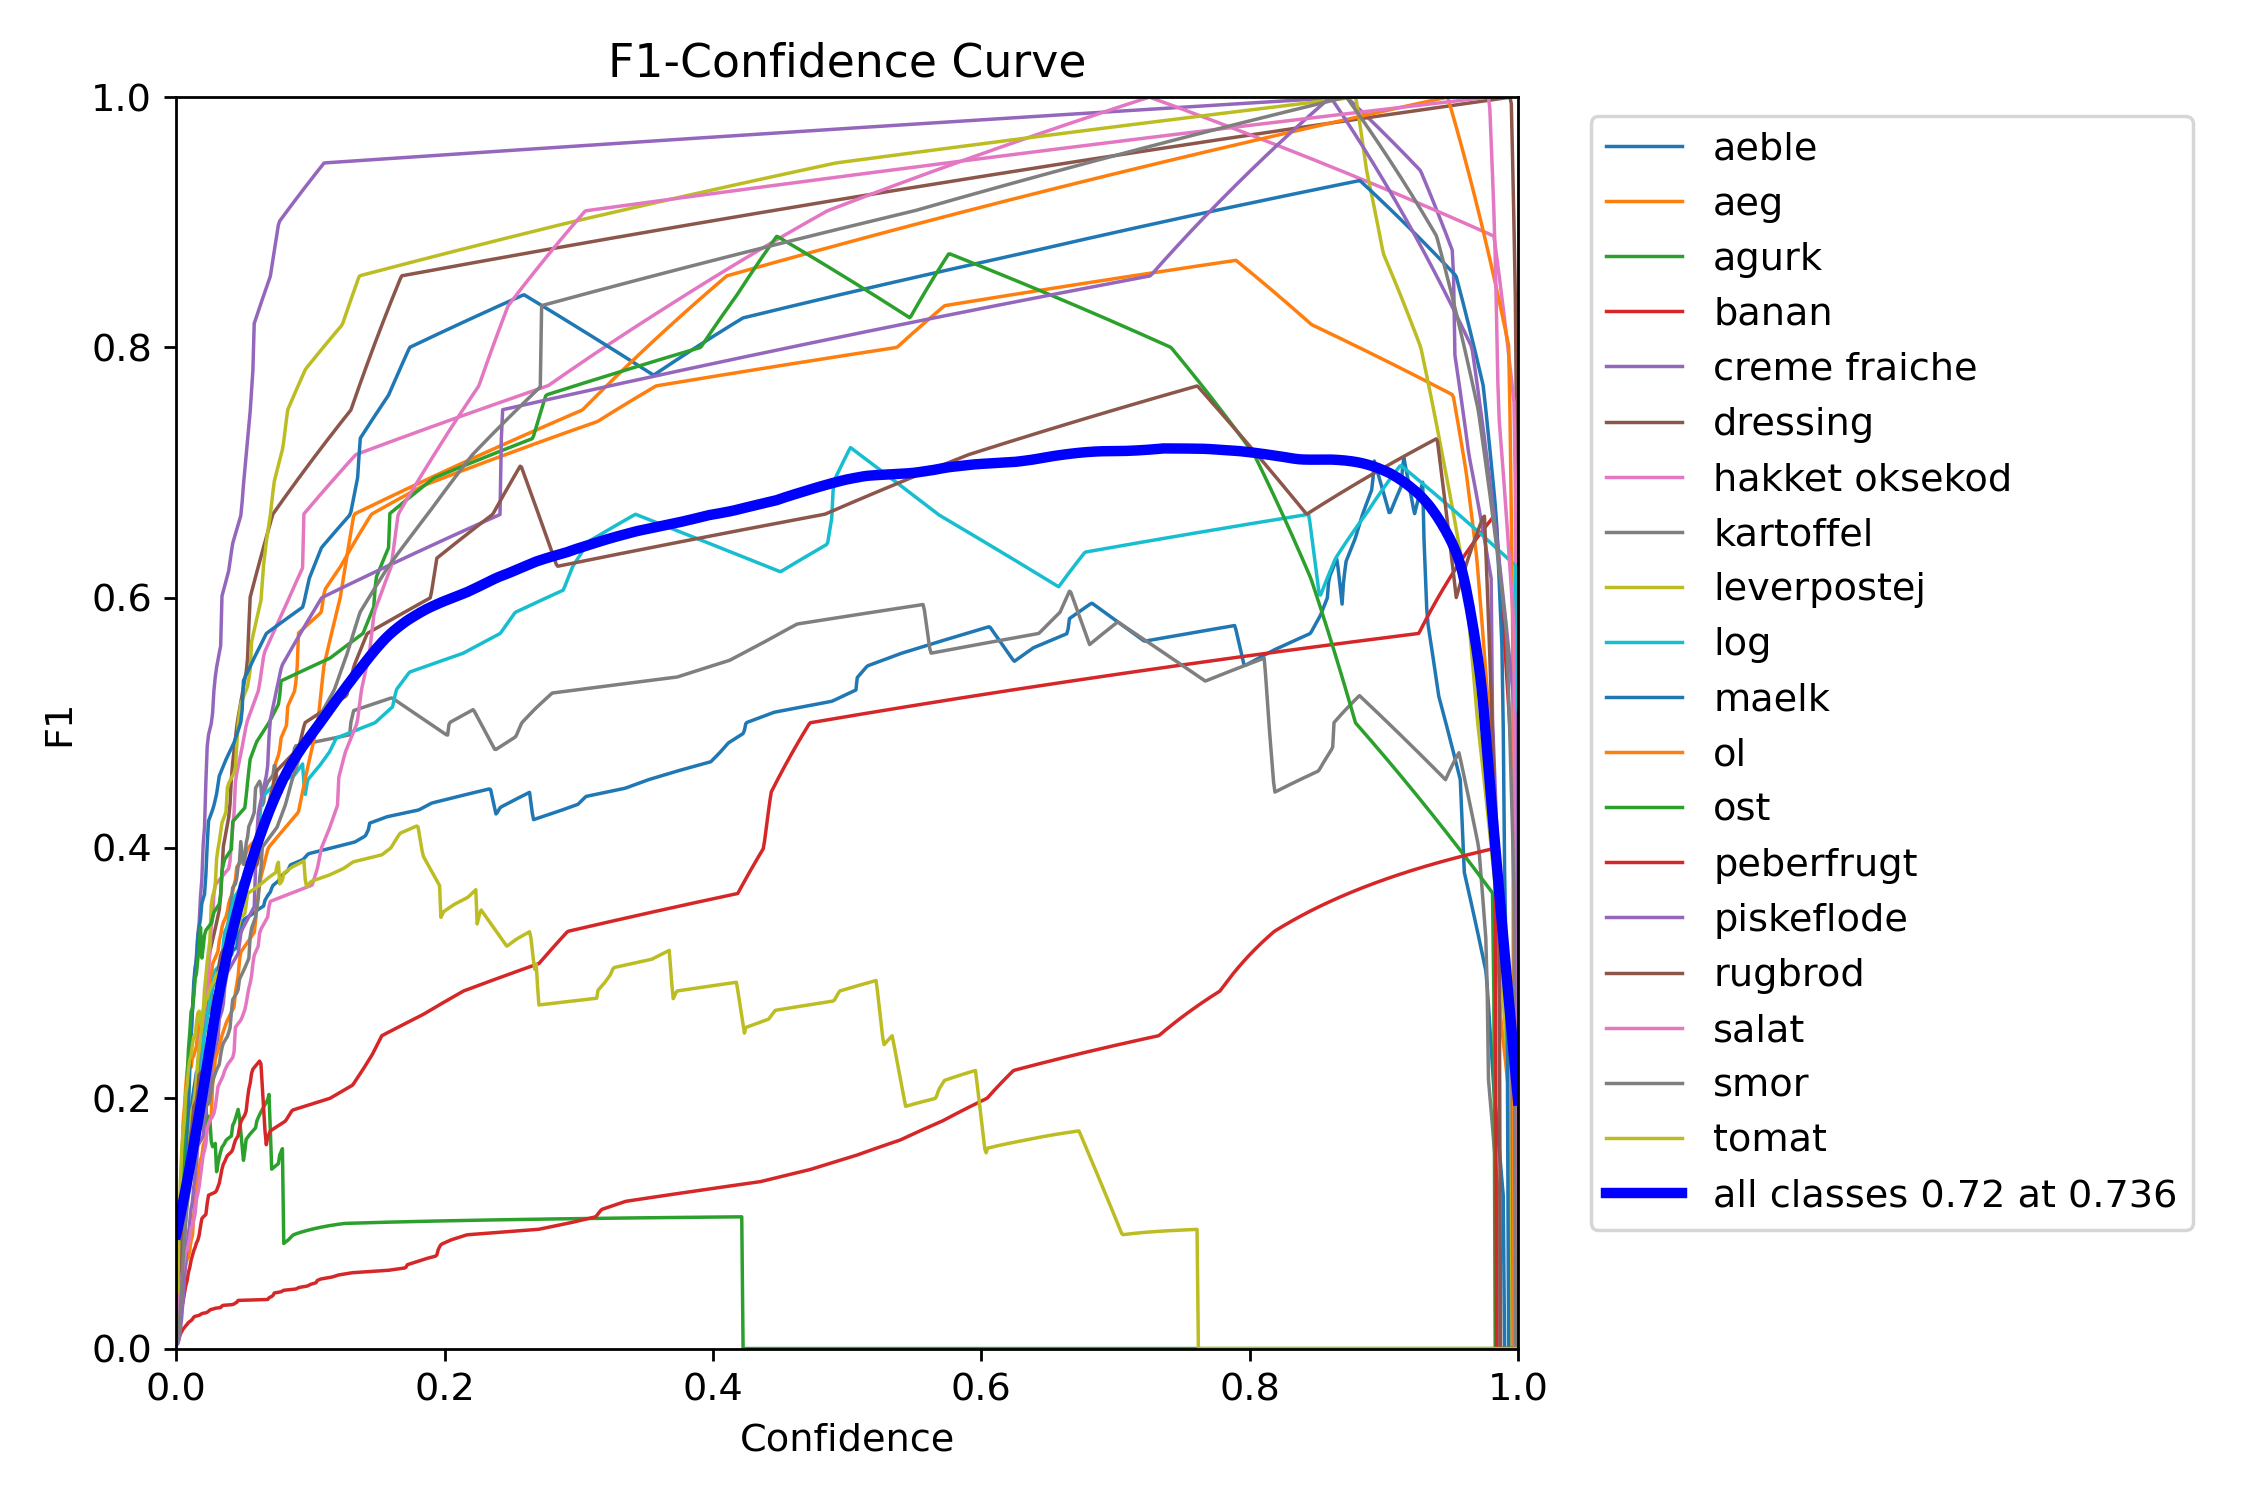 F1-Confidence Curve
1.0
0.8
0.6
0.4
0.2
0.0
F1
0.0 0.2 0.4 0.6 0.8 1.0
Confidence
aeble
aeg
agurk
banan
creme fraiche
dressing
hakket oksekod
kartoffel
leverpostej
log
maelk
ol
ost
peberfrugt
piskeflode
rugbrod
salat
smor
tomat
all classes 0.72 at 0.736